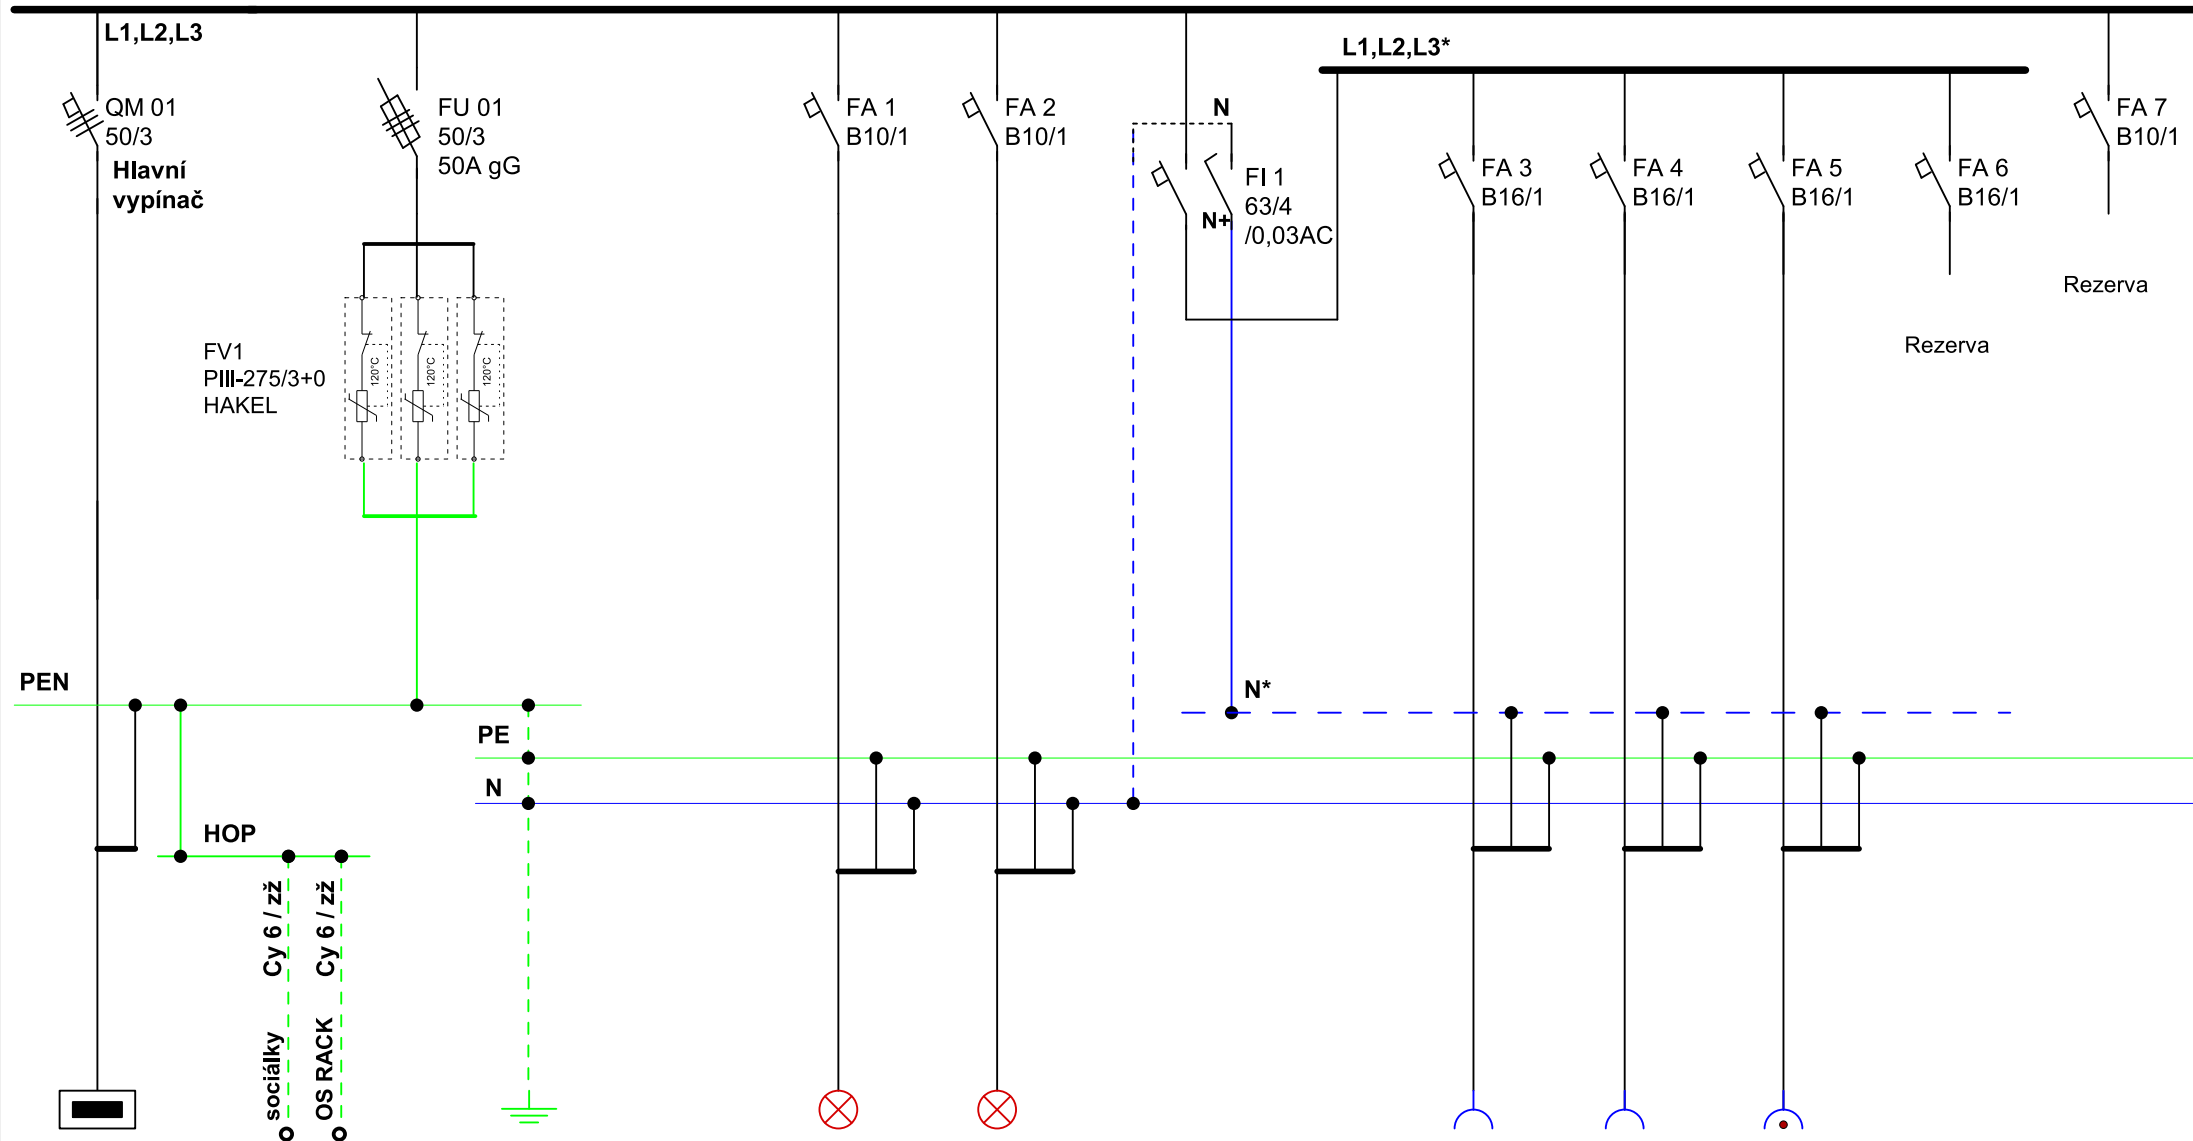 L1,L2,L3
QM 01
50/3
Hlavní
vypínač
FU 01
50/3
50A gG
FV1
PIII-275/3+0
HAKEL
120°C
120°C
120°C
FA 1
B10/1
FA 2
B10/1
N
FI 1
63/4
/0,03AC
N+
L1,L2,L3*
FA 3
B16/1
FA 4
B16/1
FA 5
B16/1
FA 6
B16/1
Rezerva
FA 7
B10/1
Rezerva
PEN
PE
N
N*
HOP
sociálky Cy 6 / zž
OS RACK Cy 6 / zž